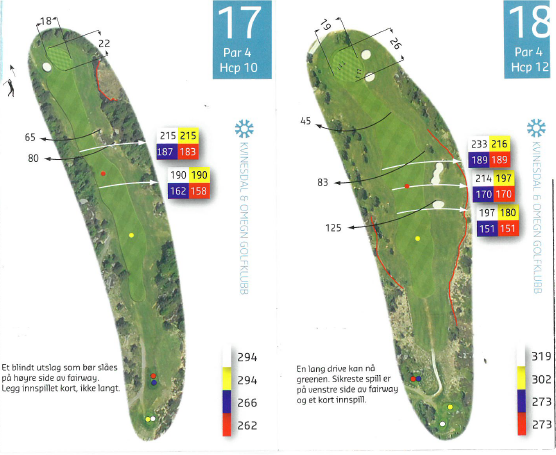 17
Par 4
Hcp 10
18
22
65
80
215 215
187 183
190 190
162 158
KVINESDAL & OMEGN GOLFKLUBB
294
294
266
262
Et blindt utslag som bør slåes
på høyre side av fairway.
Legg innspillet kort, ikke langt.
18
Par 4
Hcp 12
19
26
45
83
125
233 216
189 189
214 197
170 170
197 180
151 151
KVINESDAL & OMEGN GOLFKLUBB
319
302
273
273
En lang drive kan nå
greenen. Sikreste spill er
på venstre side av fairway
og et kort innspill.